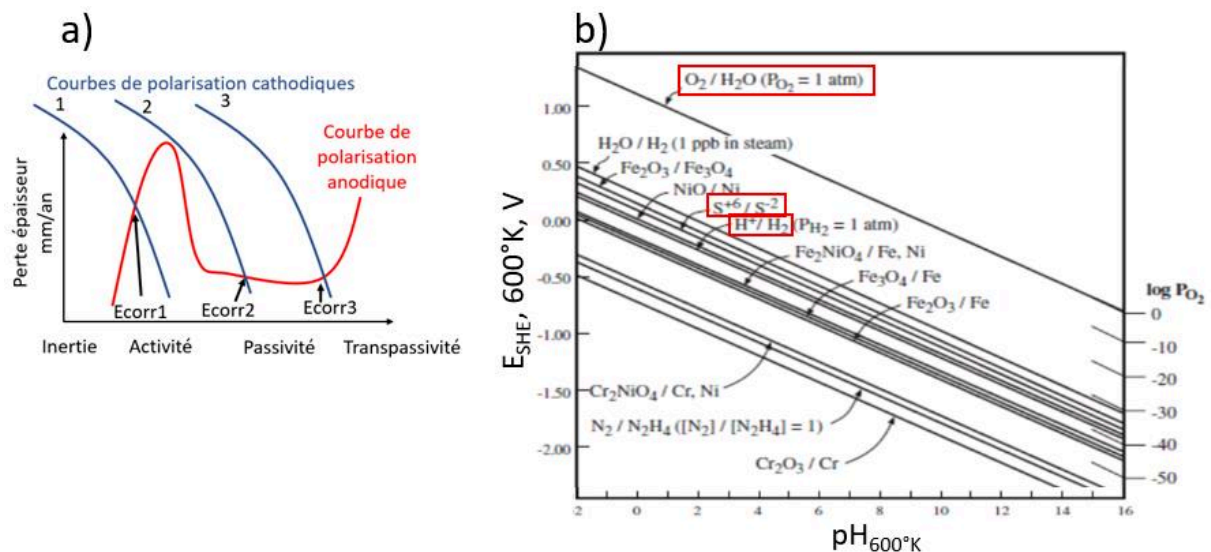 a)
Courbes de polarisation cathodiques
1
2
3
Courbe de
polarisation
anodique
Perte épaisseur
mm/an
Ecorr1
Ecorr2
Ecorr3
Inertie
Activité
Passivité
Transpassivité
b)
O2 / H2O (PO2 = 1 atm)
H2O / H2 (1 ppb in steam)
Fe2O3 / Fe3O4
NiO / Ni
S+6 / S-2
H+ / H2 (PH2 = 1 atm)
Fe2NiO4 / Fe, Ni
Fe3O4 / Fe
Fe2O3 / Fe
Cr2NiO4 / Cr, Ni
N2 / N2H4 ([N2] / [N2H4] = 1)
Cr2O3 / Cr
ESHE, 600°K, V
1.00
0.50
0.00
-0.50
-1.00
-1.50
-2.00
-2
0
2
4
6
8
10
12
14
16
pH600°K
log PO2
0
-10
-20
-30
-40
-50